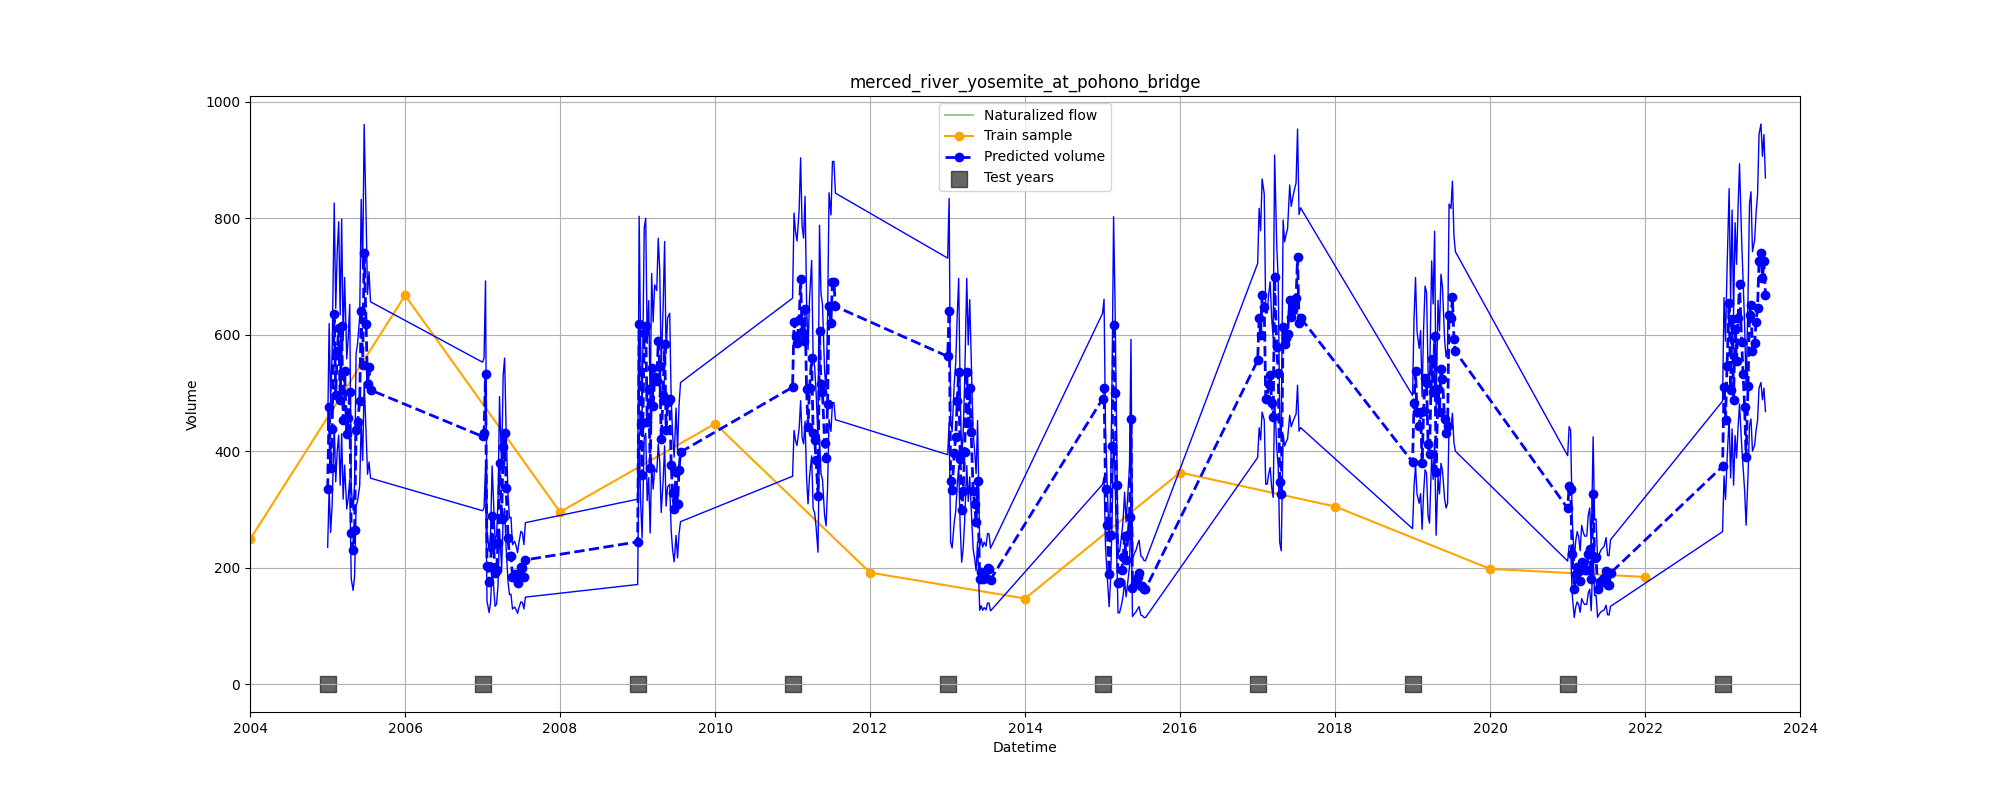 merced_river_yosemite_at_pohono_bridge
Naturalized flow
Train sample
Predicted volume
Test years
1000
800
600
400
200
0
Volume
2004 2006 2008 2010 2012 2014 2016 2018 2020 2022 2024
Datetime